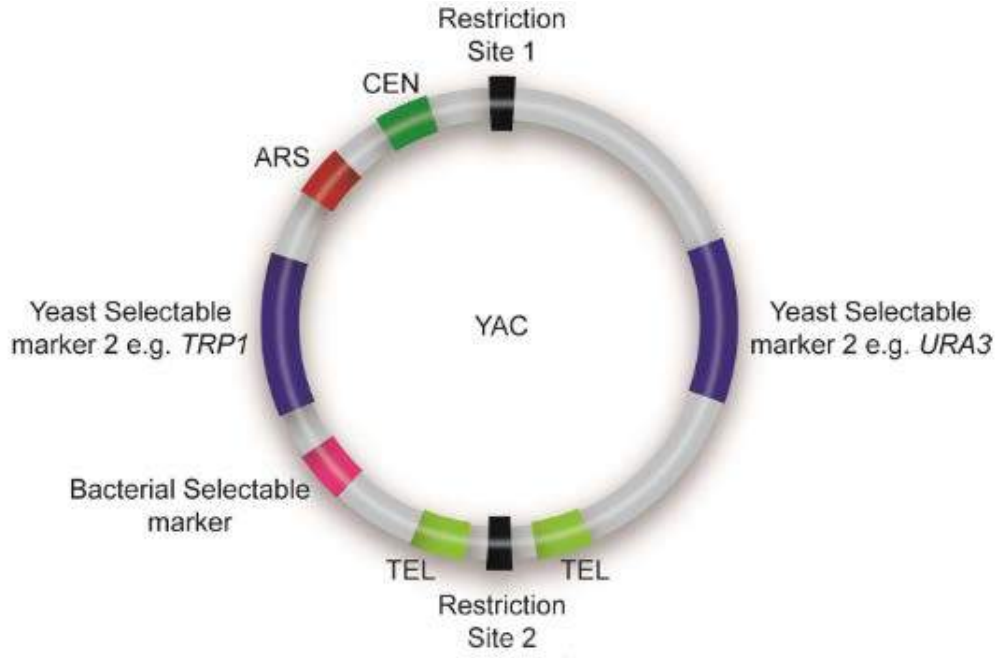 Restriction
Site 1
CEN
ARS
Yeast Selectable
marker 2 e.g. TRP1
YAC
Yeast Selectable
marker 2 e.g. URA3
Bacterial Selectable
marker
TEL
TEL
Restriction
Site 2